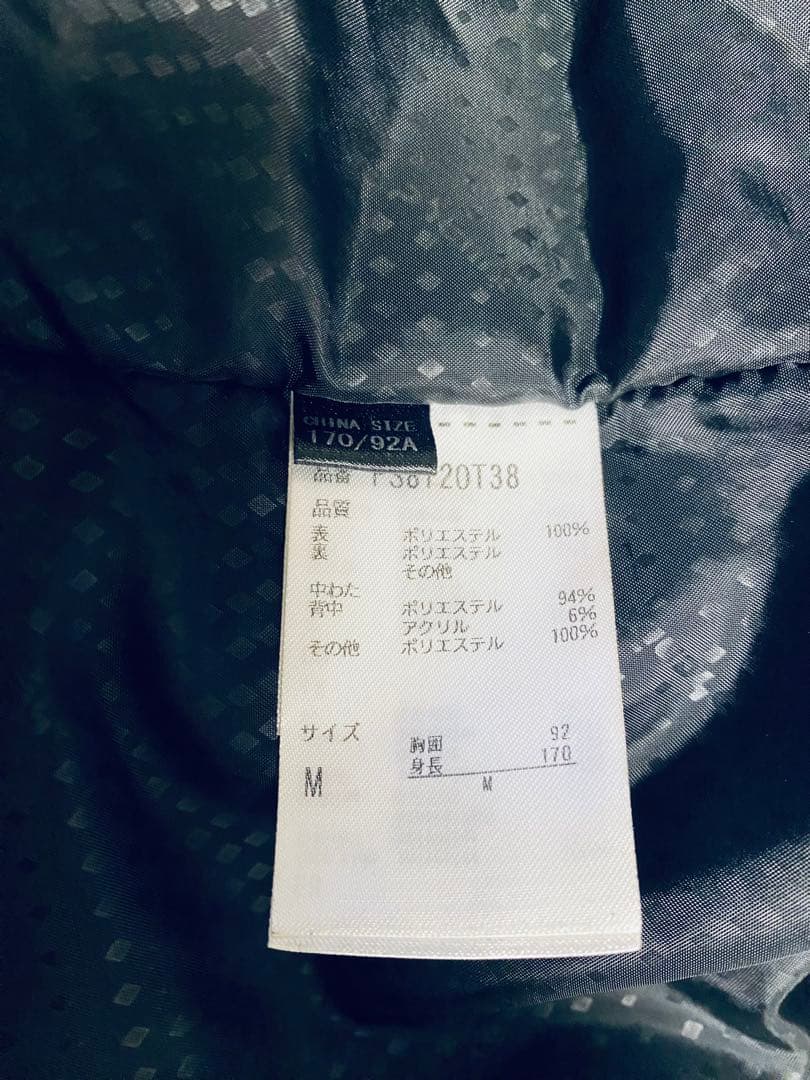 CHINA SIZE
170/92A
品番
品質
表 ポリエステル 100%
裏 ポリエステル
その他
中わた
背中 ポリエステル 94%
アクリル 6%
その他 ポリエステル 100%
サイズ
胸囲 92
身長 170
M
M